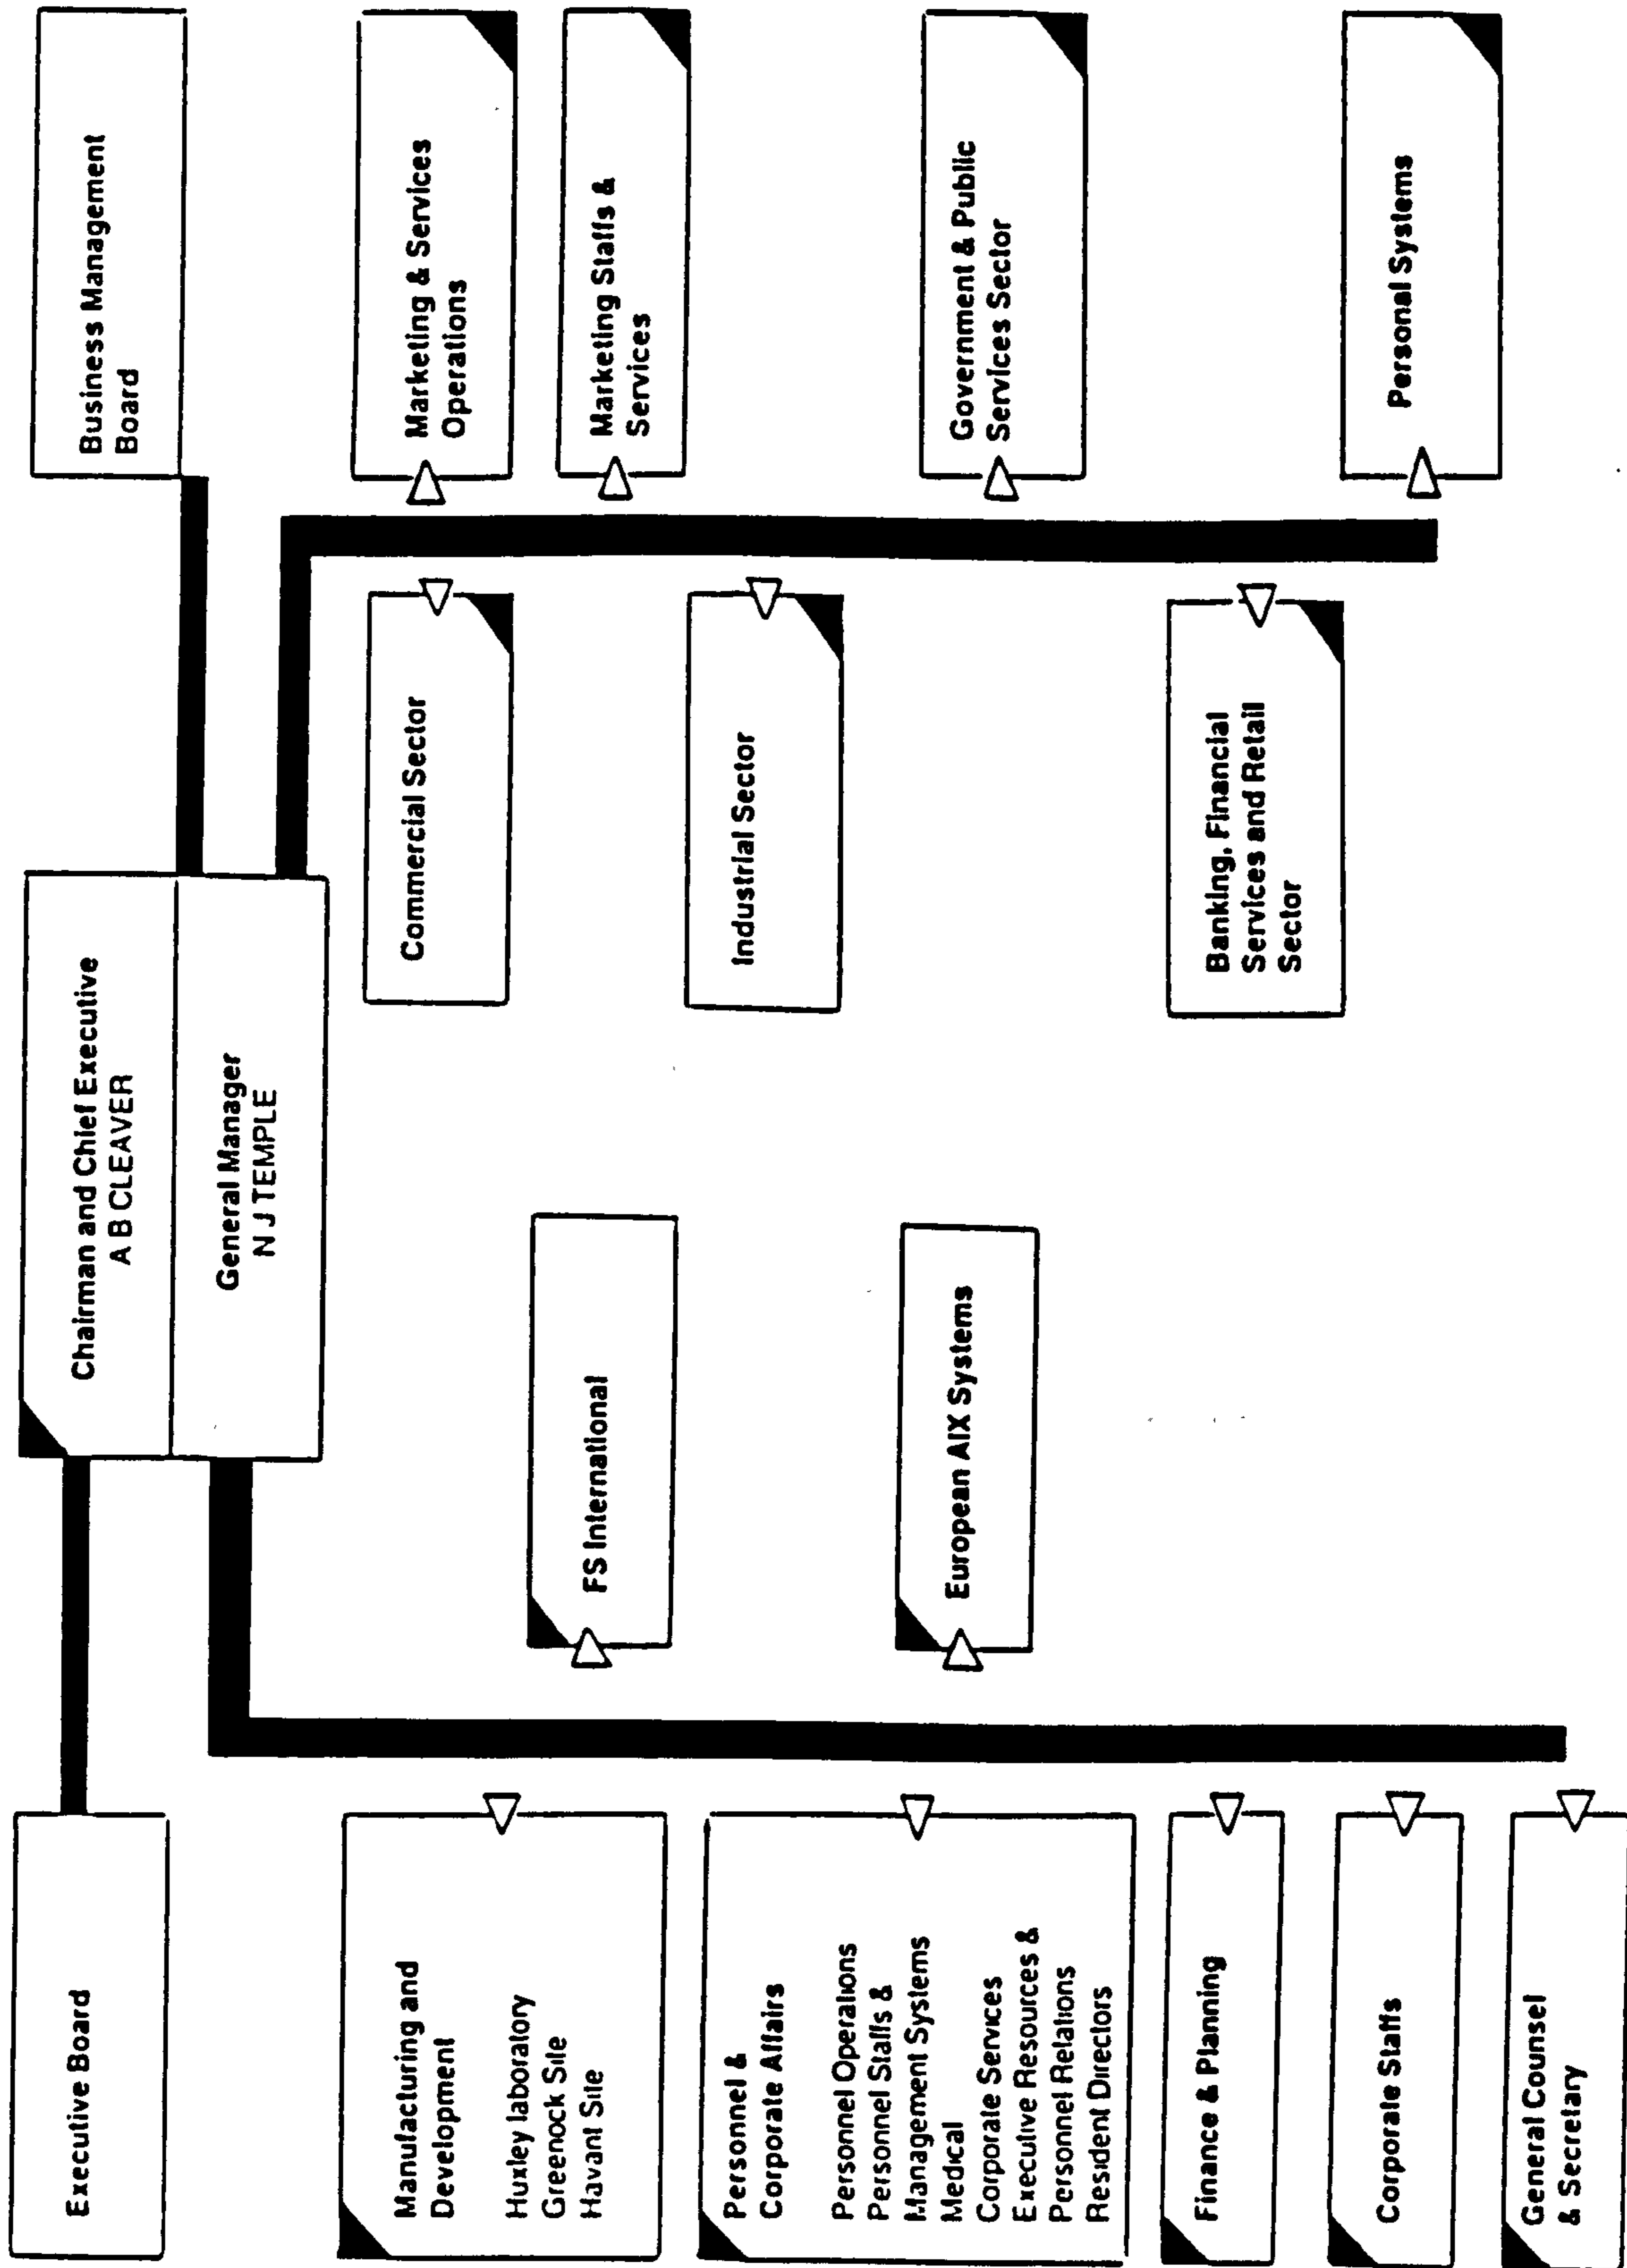 Executive Board
Chairman and Chief Executive
A B CLEAVER
General Manager
N J TEMPLE
Business Management
Board
Manufacturing and
Development
Huxley laboratory
Greenock Site
Havant Site
Personnel &
Corporate Affairs
Personnel Operations
Personnel Staffs &
Management Systems
Medical
Corporate Services
Executive Resources &
Personnel Relations
Resident Directors
Finance & Planning
Corporate Staffs
General Counsel
& Secretary
FS International
European AIX Systems
Commercial Sector
Industrial Sector
Banking, Financial
Services and Retail
Sector
Marketing & Services
Operations
Marketing Staffs &
Services
Government & Public
Services Sector
Personal Systems